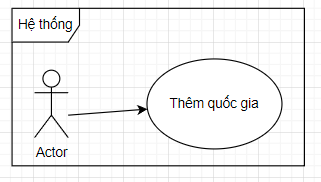 Hệ thống
Thêm quốc gia
Actor